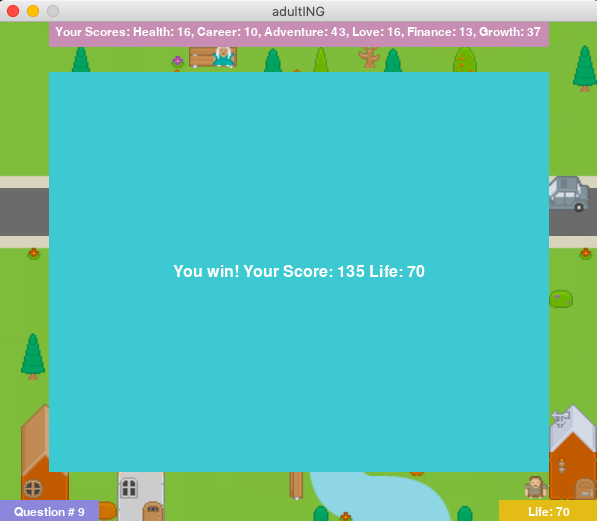 adultING
Your Scores: Health: 16, Career: 10, Adventure: 43, Love: 16, Finance: 13, Growth: 37
You win! Your Score: 135 Life: 70
Question # 9
Life: 70